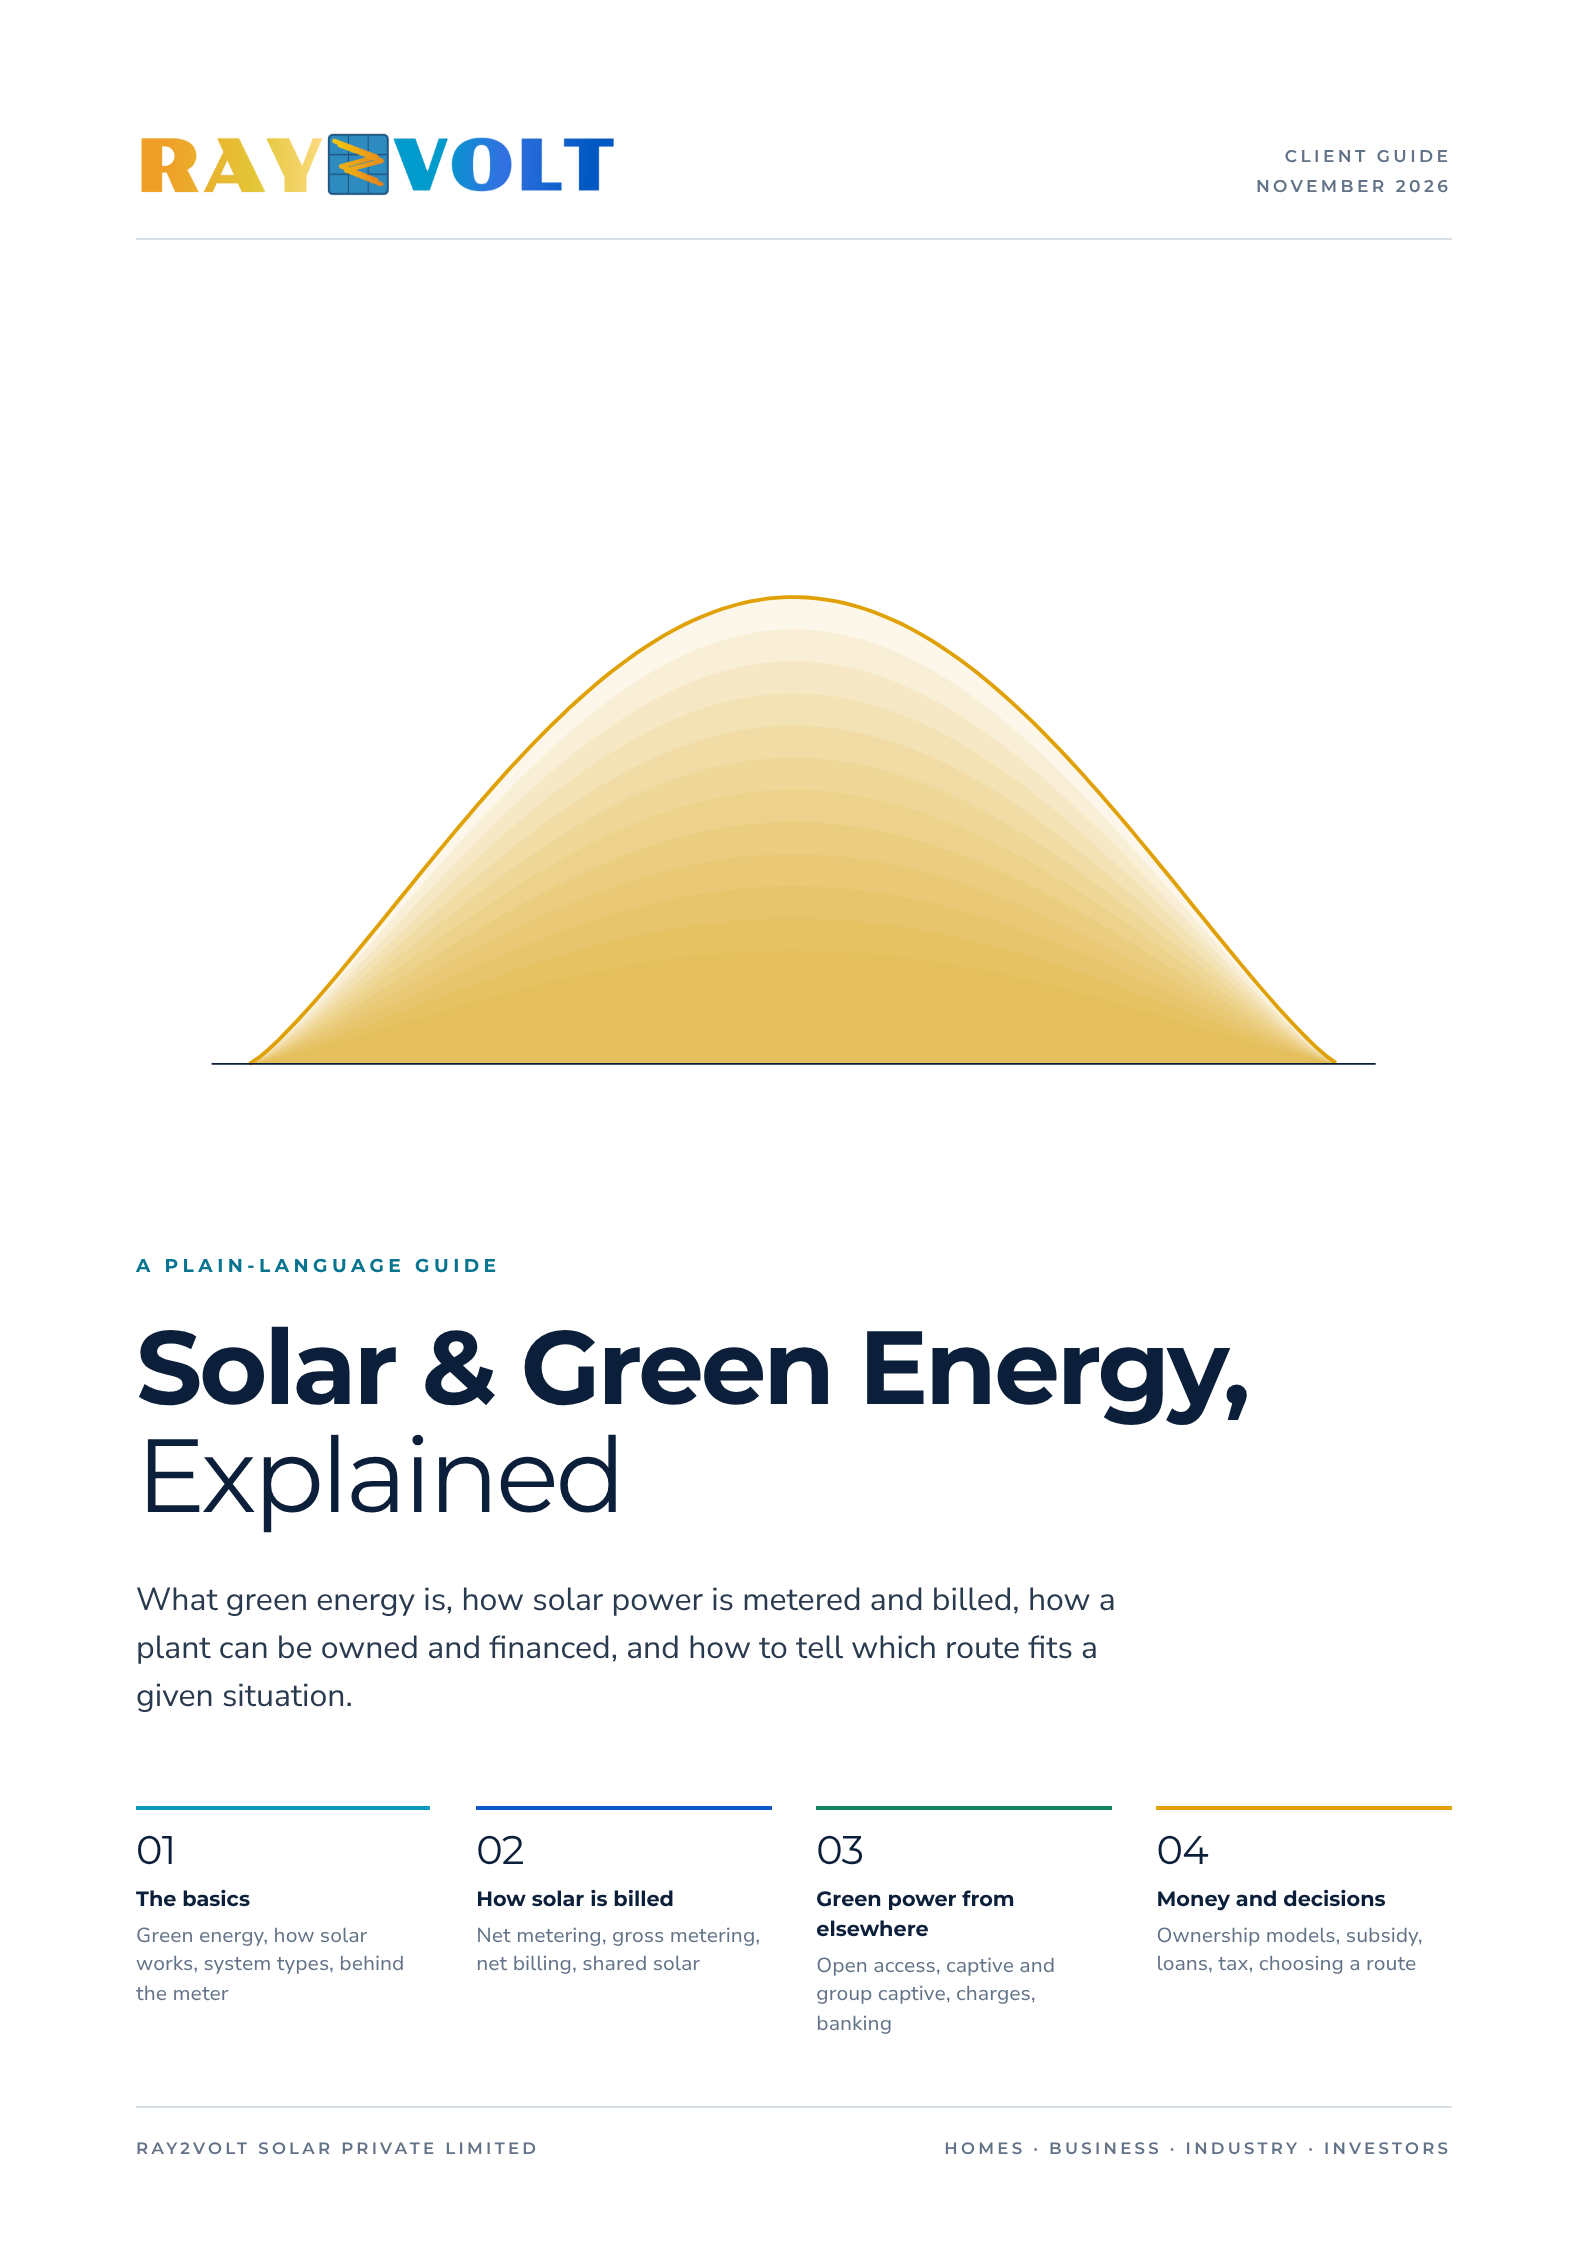 RAY2VOLT
CLIENT GUIDE
NOVEMBER 2026
A PLAIN-LANGUAGE GUIDE
Solar & Green Energy,
Explained
What green energy is, how solar power is metered and billed, how a
plant can be owned and financed, and how to tell which route fits a
given situation.
01
The basics
Green energy, how solar
works, system types, behind
the meter
02
How solar is billed
Net metering, gross metering,
net billing, shared solar
03
Green power from
elsewhere
Open access, captive and
group captive, charges,
banking
04
Money and decisions
Ownership models, subsidy,
loans, tax, choosing a route
RAY2VOLT SOLAR PRIVATE LIMITED
HOMES · BUSINESS · INDUSTRY · INVESTORS